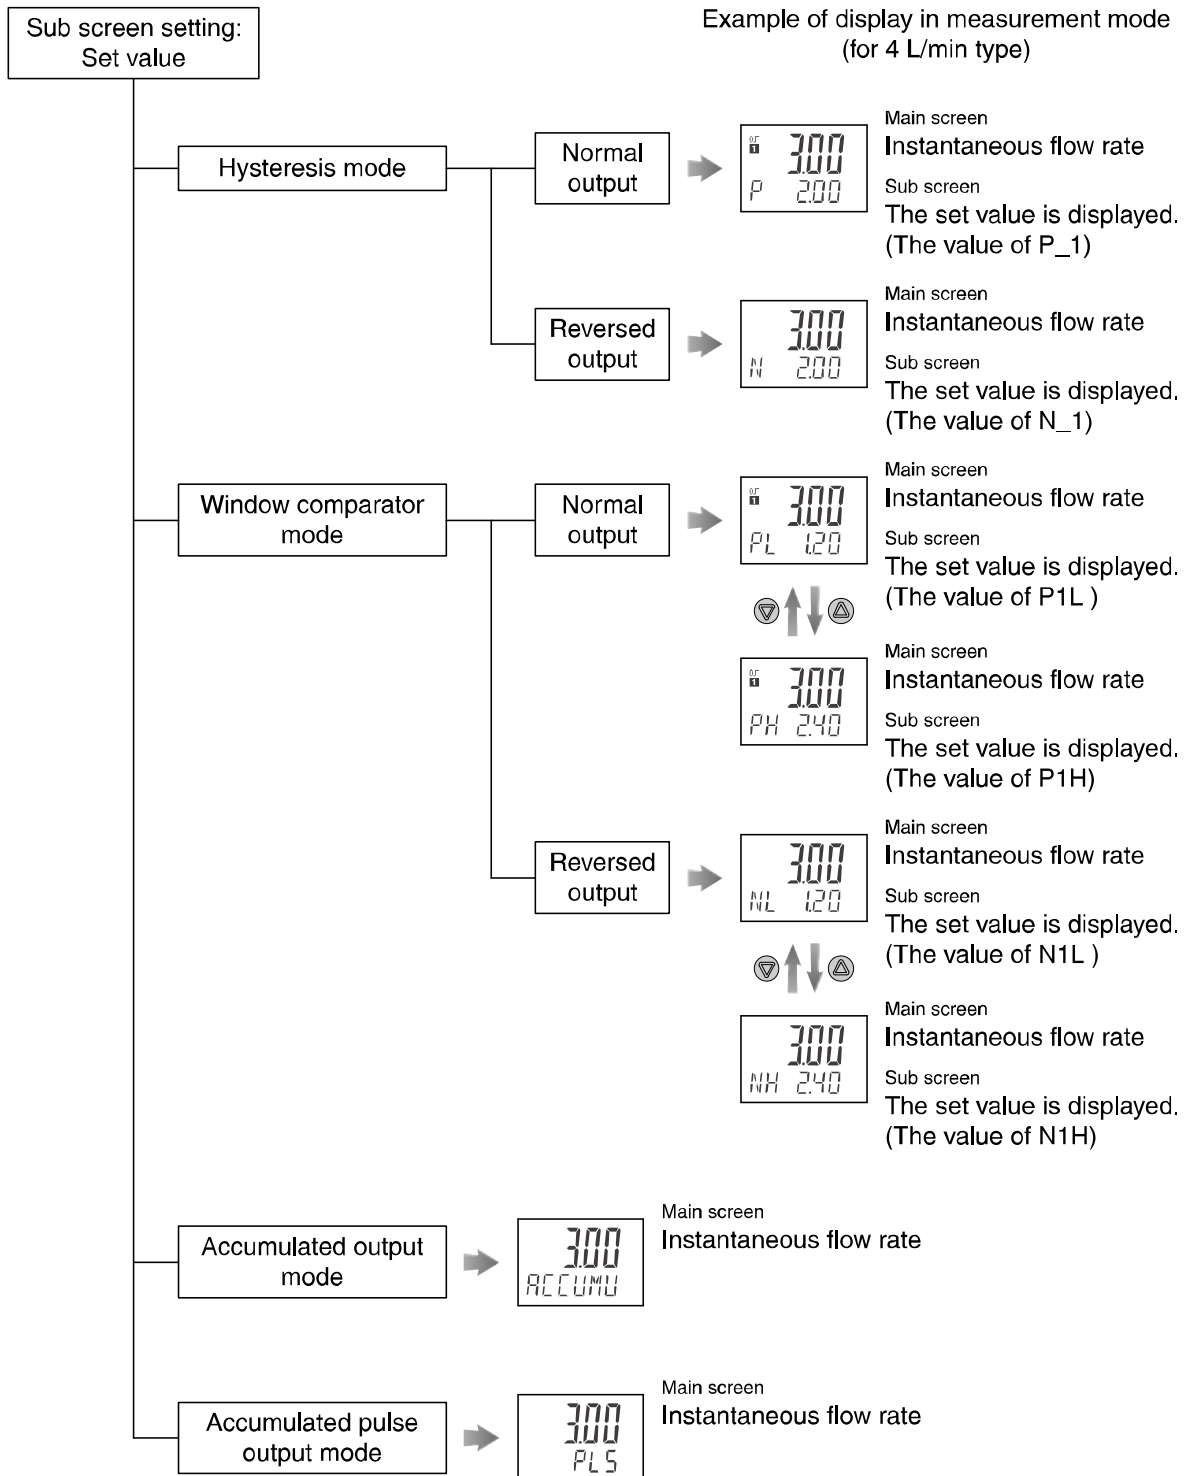 Sub screen setting:
Set value
Example of display in measurement mode
(for 4 L/min type)
Hysteresis mode
Normal
output
1
3.00
P 2.00
Main screen
Instantaneous flow rate
Sub screen
The set value is displayed.
(The value of P_1)
Reversed
output
3.00
N 2.00
Main screen
Instantaneous flow rate
Sub screen
The set value is displayed.
(The value of N_1)
Window comparator
mode
Normal
output
1
3.00
PL 1.20
Main screen
Instantaneous flow rate
Sub screen
The set value is displayed.
(The value of P1L )
1
3.00
PH 2.40
Main screen
Instantaneous flow rate
Sub screen
The set value is displayed.
(The value of P1H)
Reversed
output
3.00
NL 1.20
Main screen
Instantaneous flow rate
Sub screen
The set value is displayed.
(The value of N1L )
3.00
NH 2.40
Main screen
Instantaneous flow rate
Sub screen
The set value is displayed.
(The value of N1H)
Accumulated output
mode
3.00
ACCUMU
Main screen
Instantaneous flow rate
Accumulated pulse
output mode
3.00
PLS
Main screen
Instantaneous flow rate